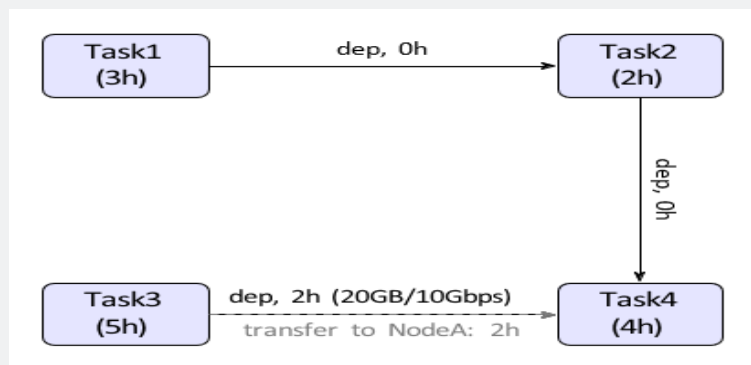 Task1
(3h)
dep, 0h
Task2
(2h)
dep, 0h
Task3
(5h)
dep, 2h (20GB/10Gbps)
transfer to NodeA: 2h
Task4
(4h)